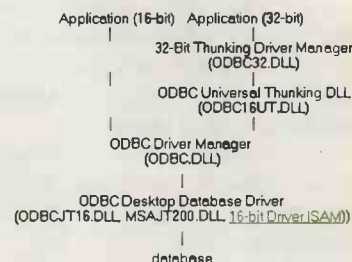 Application (16-bit) Application (32-bit)
32-Bit Thunking Driver Manager
(ODBC32.DLL)
ODBC Universal Thunking DLL
(ODBC16UT.DLL)
ODBC Driver Manager
(ODBC.DLL)
ODBC Desktop Database Driver
(ODBCJT16.DLL, MSAJT200.DLL, 16-bit Driver (SAM))
database